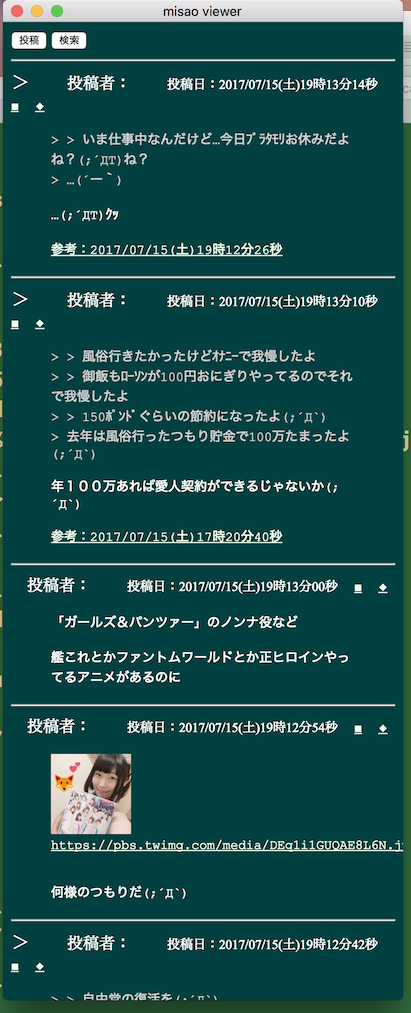 misao viewer
投稿 検索
＞ 投稿者： 投稿日：2017/07/15(土)19時13分14秒
■ ◆
> > いま仕事中なんだけど…今日ﾌﾞﾗﾀﾓﾘお休みだよ
ね？(;´ДT)ね？
> …(´ー｀)
…(;´ДT)ｸｯ
参考：2017/07/15(土)19時12分26秒
＞ 投稿者： 投稿日：2017/07/15(土)19時13分10秒
■ ◆
> > 風俗行きたかったけどｵﾅﾆｰで我慢したよ
> > 御飯もﾛｰｿﾝが100円おにぎりやってるのでそれ
で我慢したよ
> > 150ﾎﾟﾝﾄﾞぐらいの節約になったよ(;´Д`)
> 去年は風俗行ったつもり貯金で100万たまったよ
(;´Д`)
年１００万あれば愛人契約ができるじゃないか(;
´Д`)
参考：2017/07/15(土)17時20分40秒
投稿者： 投稿日：2017/07/15(土)19時13分00秒 ■ ◆
「ガールズ＆パンツァー」のノンナ役など
艦これとかファントムワールドとか正ヒロインやっ
てるアニメがあるのに
投稿者： 投稿日：2017/07/15(土)19時12分54秒 ■ ◆
https://pbs.twimg.com/media/DEq1i1GUQAE8L6N.j
何様のつもりだ(;´Д`)
＞ 投稿者： 投稿日：2017/07/15(土)19時12分42秒
■ ◆
> > 自由党の復活を(;´Д`)